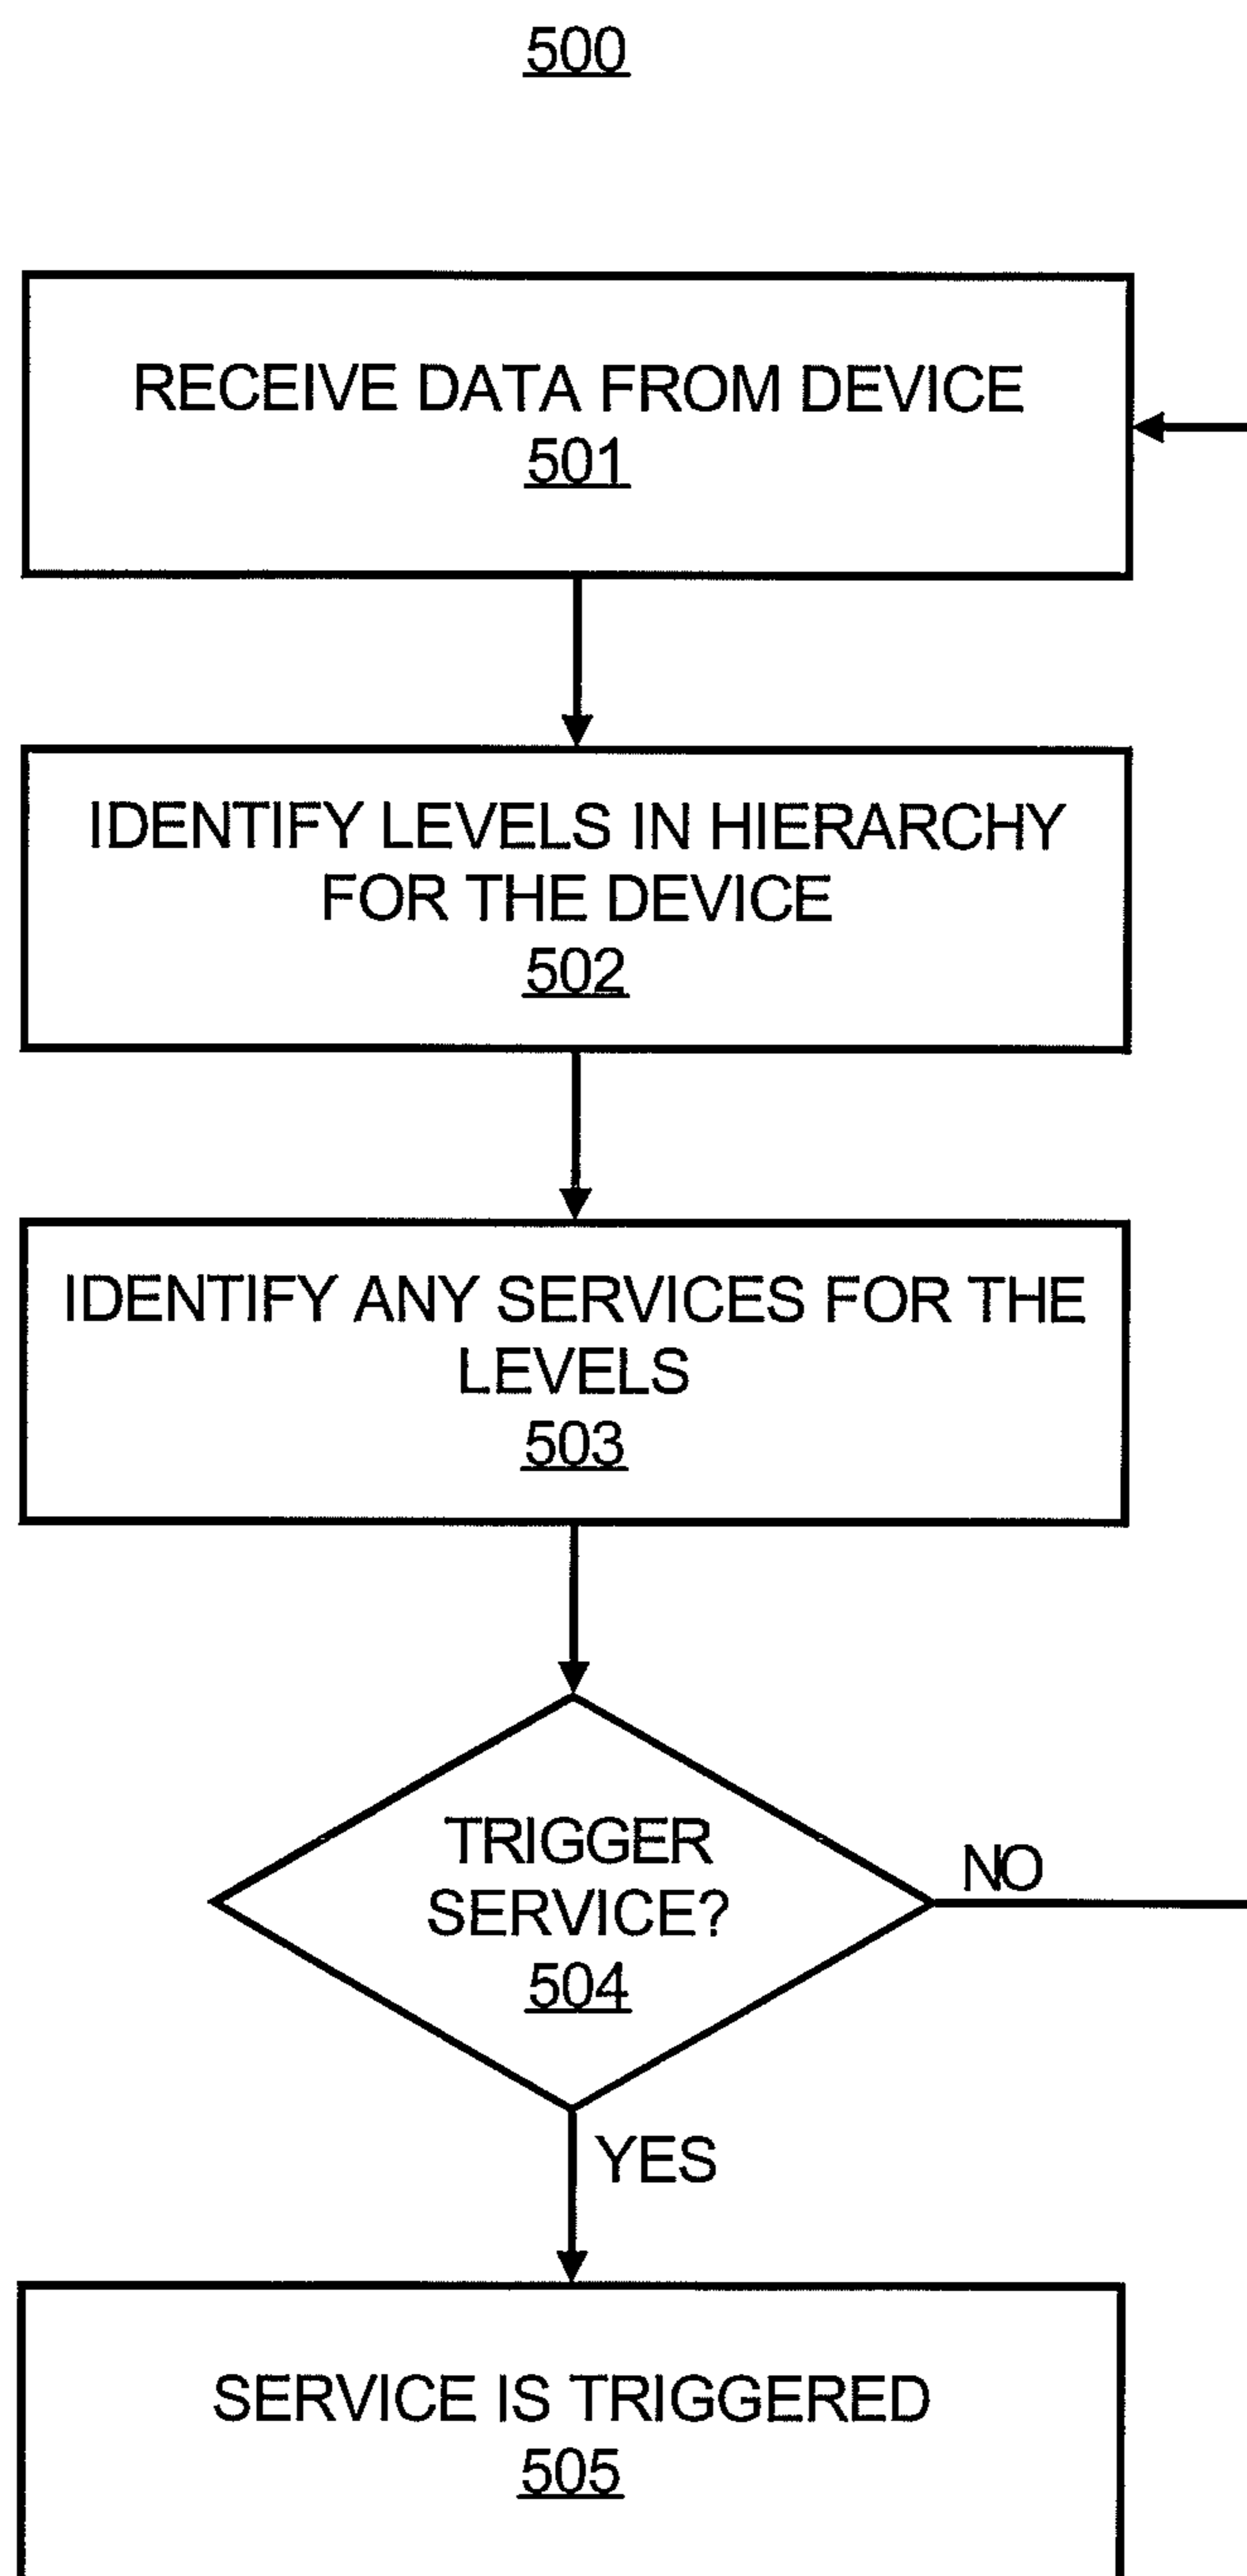 500
RECEIVE DATA FROM DEVICE
501
IDENTIFY LEVELS IN HIERARCHY
FOR THE DEVICE
502
IDENTIFY ANY SERVICES FOR THE
LEVELS
503
TRIGGER
SERVICE?
504
NO
YES
SERVICE IS TRIGGERED
505